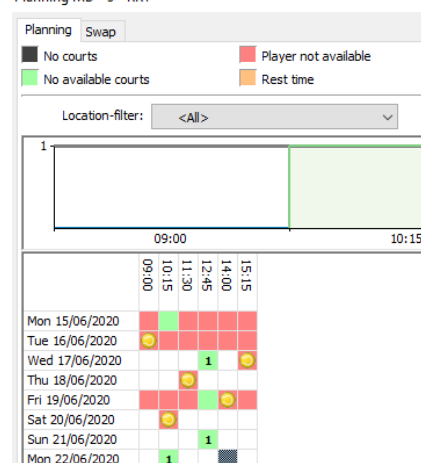 Planning Swap
No courts Player not available
No available courts Rest time
Location-filter: <All>
1
09:00 10:15
09:00 10:15 11:30 12:45 14:00 15:15
Mon 15/06/2020
Tue 16/06/2020
Wed 17/06/2020 1
Thu 18/06/2020
Fri 19/06/2020
Sat 20/06/2020
Sun 21/06/2020 1
Mon 22/06/2020 1